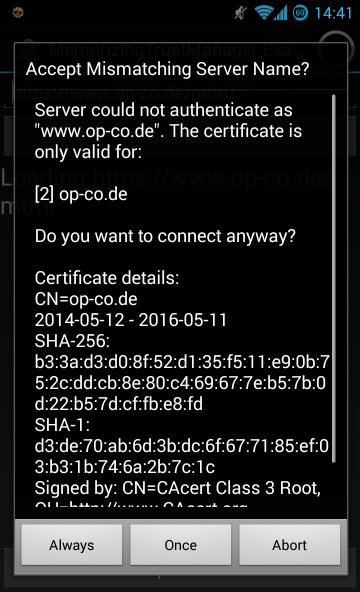 69 14:41
MemorizingTrustManager Exa
Accept Mismatching Server Name?
https://www.op-co.de/mtm/
Server could not authenticate as
"www.op-co.de". The certificate is
only valid for:
Loading https://www.op-co.de/
mtm/
[2] op-co.de
Do you want to connect anyway?
Certificate details:
CN=op-co.de
2014-05-12 - 2016-05-11
SHA-256:
b3:3a:d3:d0:8f:52:d1:35:f5:11:e9:0b:7
5:2c:dd:cb:8e:80:c4:69:67:7e:b5:7b:0
d:22:b5:7d:cf:fb:e8:fd
SHA-1:
d3:de:70:ab:6d:3b:dc:6f:67:71:85:ef:0
3:b3:1b:74:6a:2b:7c:1c
Signed by: CN=CAcert Class 3 Root,
OU=http://www.CAcert.org
Always Once Abort